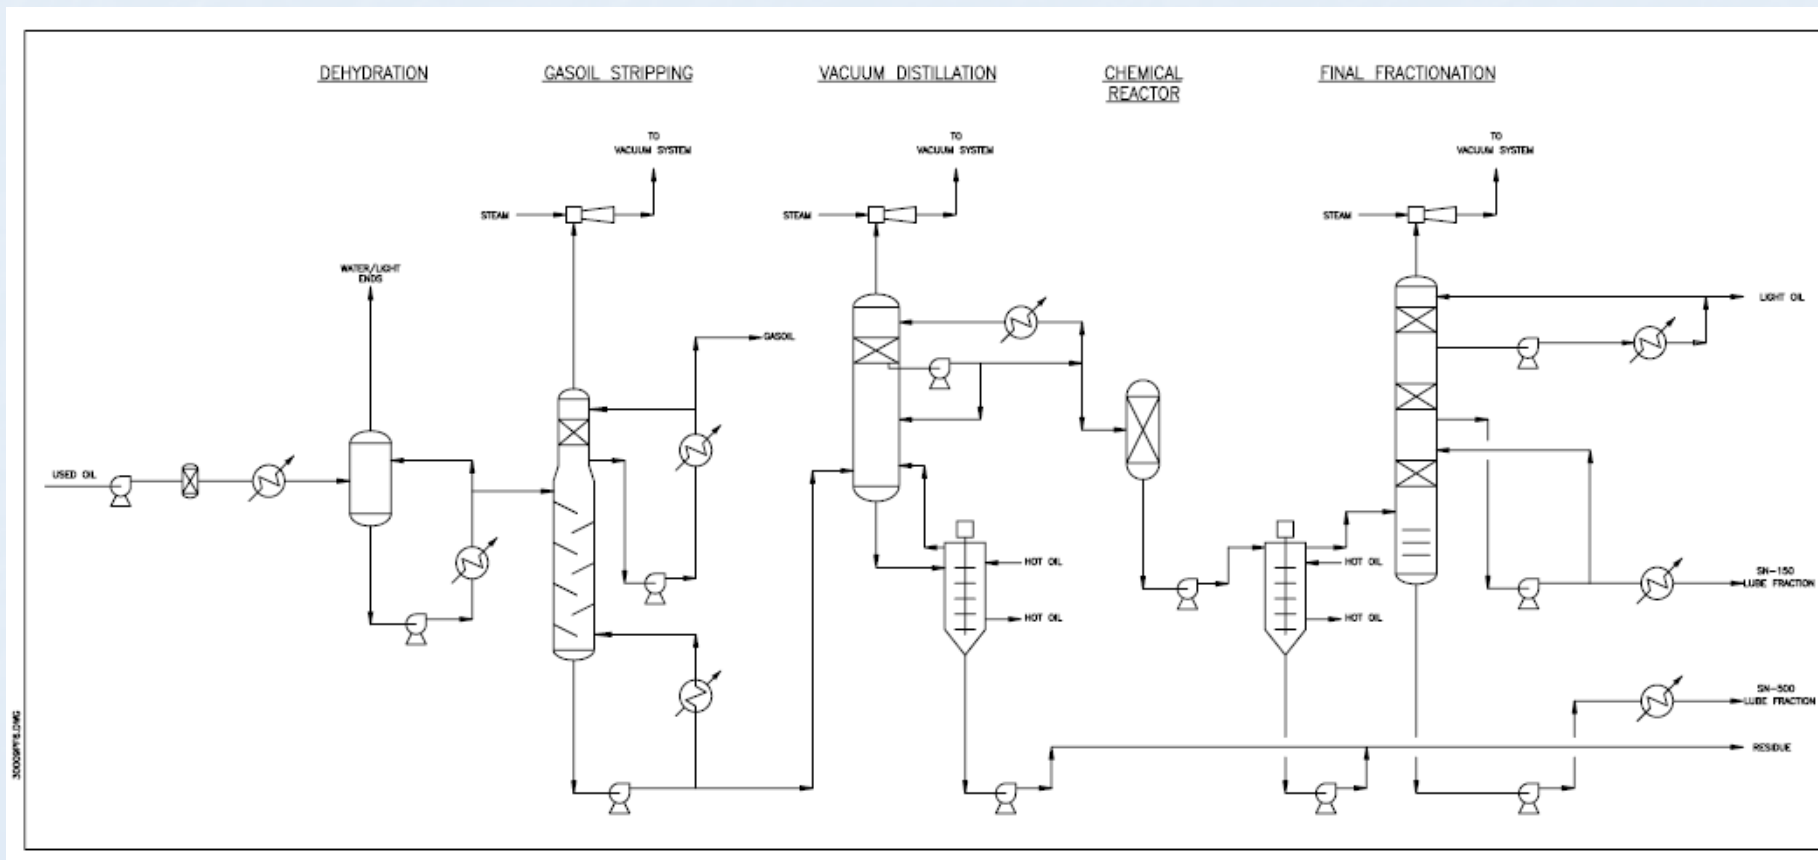 DEHYDRATION
GASOIL STRIPPING
VACUUM DISTILLATION
CHEMICAL
REACTOR
FINAL FRACTIONATION
TO
VACUUM SYSTEM
TO
VACUUM SYSTEM
TO
VACUUM SYSTEM
STEAM
STEAM
STEAM
WATER/LIGHT
ENDS
LIGHT OIL
GASOIL
USED OIL
HOT OIL
HOT OIL
SN-150
LUBE FRACTION
HOT OIL
HOT OIL
SN-500
LUBE FRACTION
RESIDUE